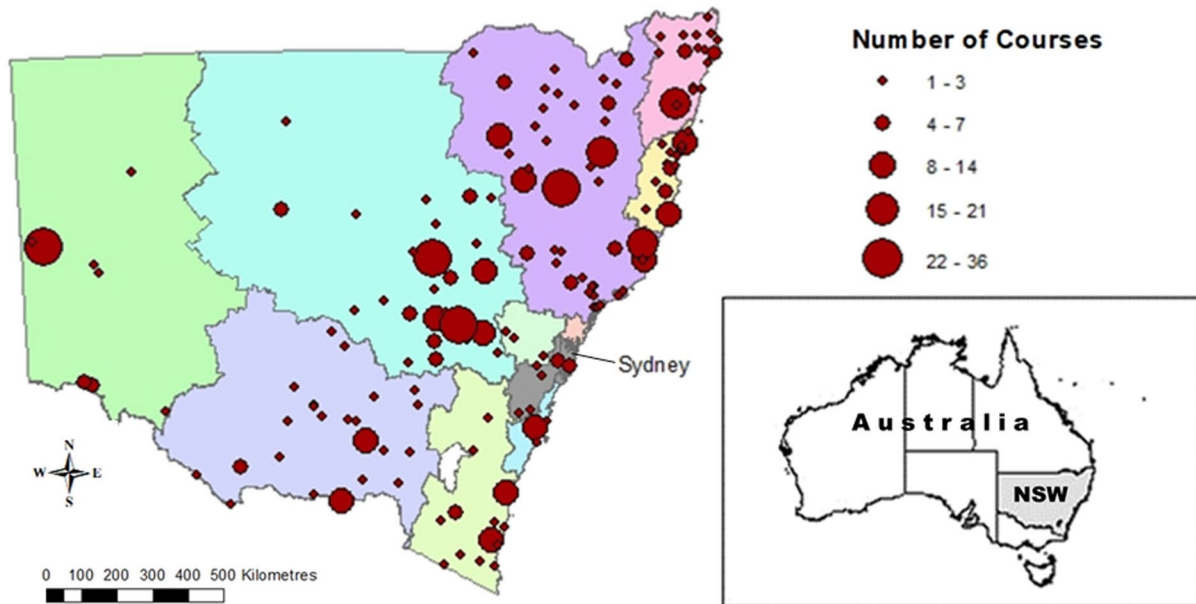 Number of Courses
1 - 3
4 - 7
8 - 14
15 - 21
22 - 36
Sydney
N
W E
S
0 100 200 300 400 500 Kilometres
Australia
NSW